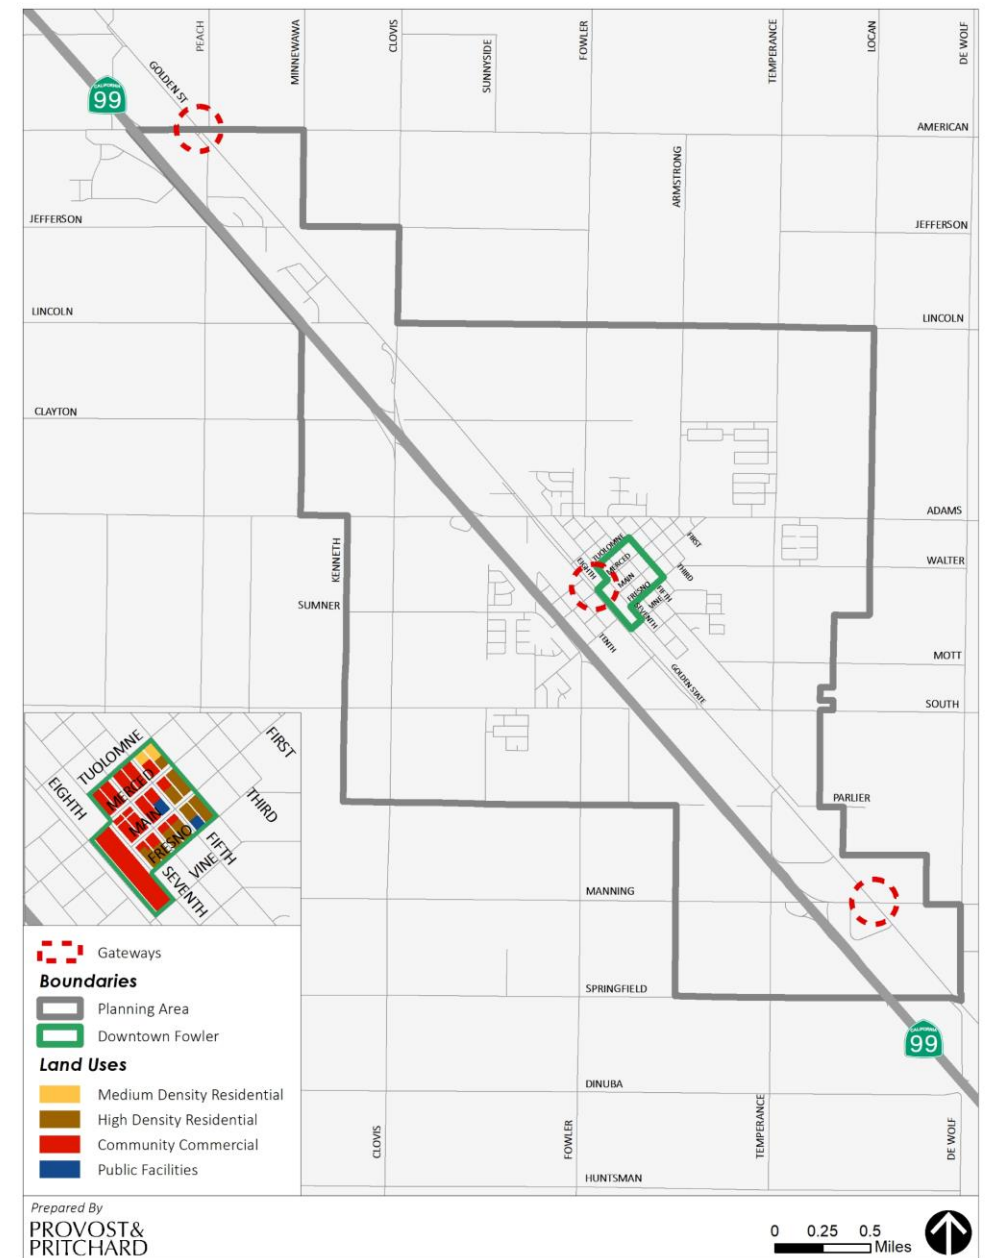 PEACH
MINNEWAWA
CLOVIS
SUNNYSIDE
FOWLER
TEMPERANCE
LOCAN
DE WOLF
GOLDEN ST
CALIFORNIA
99
AMERICAN
ARMSTRONG
JEFFERSON
JEFFERSON
LINCOLN
LINCOLN
CLAYTON
ADAMS
FIRST
TUOLOMNE
MERCED
EIGHTH
MAIN
THIRD
FRESNO
FIFTH
VINE
SEVENTH
TENTH
WALTER
KENNETH
SUMNER
MOTT
GOLDEN STATE
SOUTH
PARLIER
FIRST
TUOLOMNE
EIGHTH
MERCED
THIRD
MAIN
FRESNO
FIFTH
VINE
SEVENTH
MANNING
SPRINGFIELD
CALIFORNIA
99
DINUBA
CLOVIS
FOWLER
TEMPERANCE
DE WOLF
HUNTSMAN
Gateways
Boundaries
Planning Area
Downtown Fowler
Land Uses
Medium Density Residential
High Density Residential
Community Commercial
Public Facilities
Prepared By
PROVOST&
PRITCHARD
0 0.25 0.5
Miles